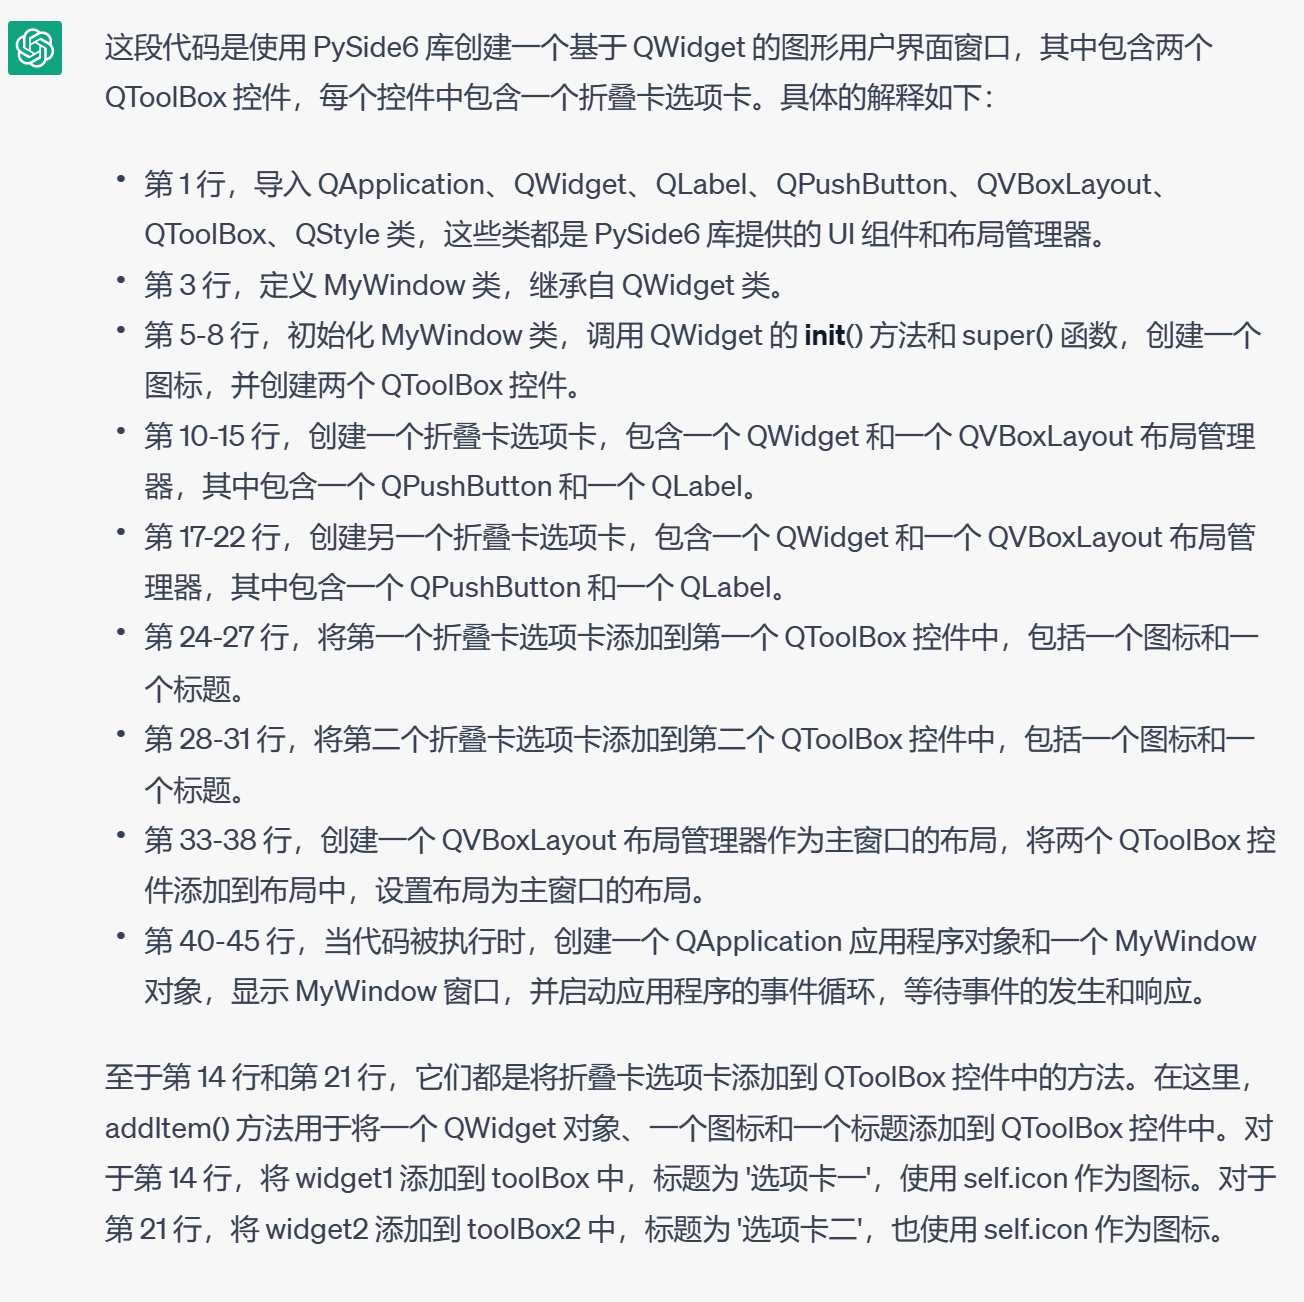 这段代码是使用 PySide6 库创建一个基于 QWidget 的图形用户界面窗口，其中包含两个
QToolBox 控件，每个控件中包含一个折叠卡选项卡。具体的解释如下：
• 第 1 行，导入 QApplication、QWidget、QLabel、QPushButton、QVBoxLayout、
QToolBox、QStyle 类，这些类都是 PySide6 库提供的 UI 组件和布局管理器。
• 第 3 行，定义 MyWindow 类，继承自 QWidget 类。
• 第 5-8 行，初始化 MyWindow 类，调用 QWidget 的 init() 方法和 super() 函数，创建一个
图标，并创建两个 QToolBox 控件。
• 第 10-15 行，创建一个折叠卡选项卡，包含一个 QWidget 和一个 QVBoxLayout 布局管理
器，其中包含一个 QPushButton 和一个 QLabel。
• 第 17-22 行，创建另一个折叠卡选项卡，包含一个 QWidget 和一个 QVBoxLayout 布局管
理器，其中包含一个 QPushButton 和一个 QLabel。
• 第 24-27 行，将第一个折叠卡选项卡添加到第一个 QToolBox 控件中，包括一个图标和一
个标题。
• 第 28-31 行，将第二个折叠卡选项卡添加到第二个 QToolBox 控件中，包括一个图标和一
个标题。
• 第 33-38 行，创建一个 QVBoxLayout 布局管理器作为主窗口的布局，将两个 QToolBox 控
件添加到布局中，设置布局为主窗口的布局。
• 第 40-45 行，当代码被执行时，创建一个 QApplication 应用程序对象和一个 MyWindow
对象，显示 MyWindow 窗口，并启动应用程序的事件循环，等待事件的发生和响应。
至于第 14 行和第 21 行，它们都是将折叠卡选项卡添加到 QToolBox 控件中的方法。在这里，
addItem() 方法用于将一个 QWidget 对象、一个图标和一个标题添加到 QToolBox 控件中。对
于第 14 行，将 widget1 添加到 toolBox 中，标题为 '选项卡一'，使用 self.icon 作为图标。对于
第 21 行，将 widget2 添加到 toolBox2 中，标题为 '选项卡二'，也使用 self.icon 作为图标。